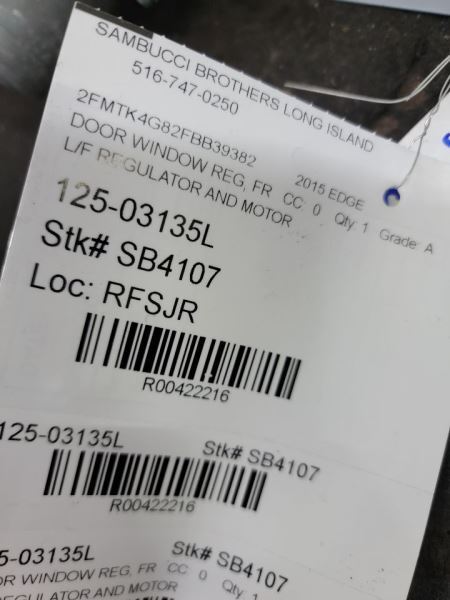 SAMBUCCI BROTHERS LONG ISLAND
516-747-0250
2FMTK4G82FBB39382 2015 EDGE
DOOR WINDOW REG, FR CC: 0 Qty: 1 Grade: A
L/F REGULATOR AND MOTOR
125-03135L
Stk# SB4107
Loc: RFSJR
R00422216
125-03135L Stk# SB4107
R00422216
5-03135L Stk# SB4107
OR WINDOW REG, FR CC 0 Qty 1
EGULATOR AND MOTOR